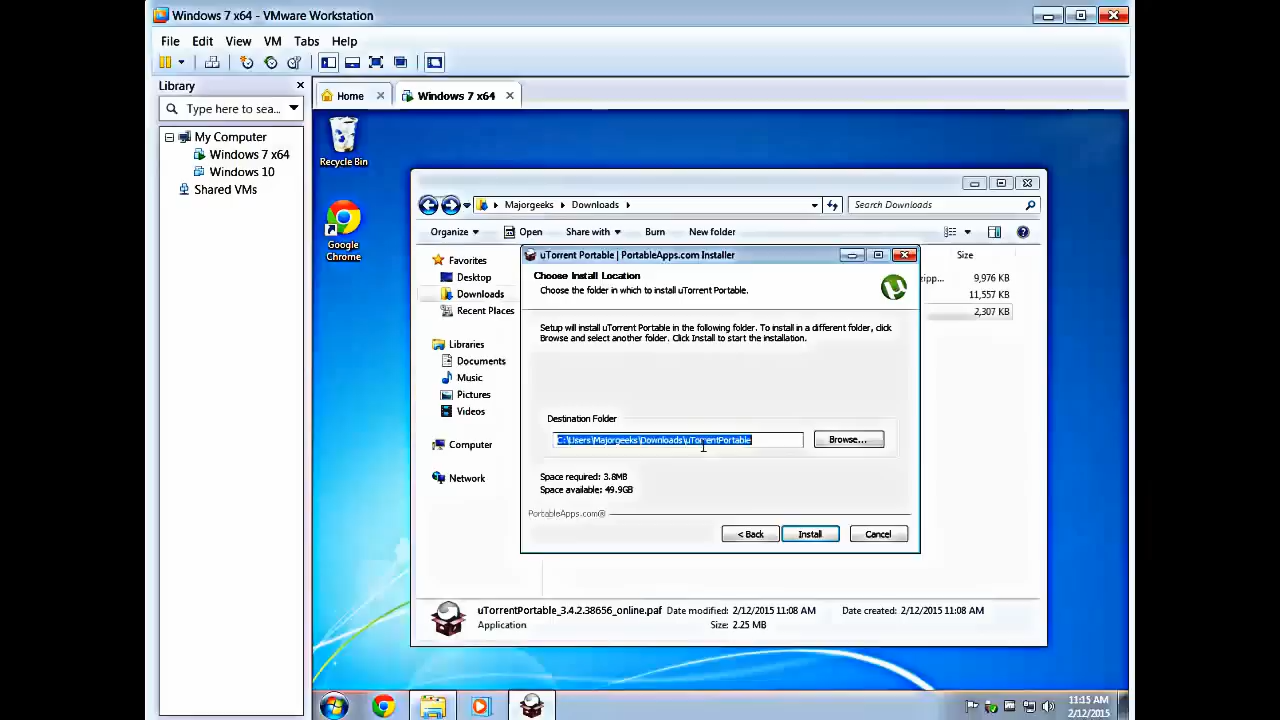 Windows 7 x64 - VMware Workstation
File Edit View VM Tabs Help
Library
Type here to sea...
My Computer
Windows 7 x64
Windows 10
Shared VMs
Home
Windows 7 x64
Recycle Bin
Google
Chrome
Majorgeeks Downloads
Search Downloads
Organize Open Share with Burn New folder
Favorites
Desktop
Downloads
Recent Places
Libraries
Documents
Music
Pictures
Videos
Computer
Network
Size
zipp... 9,976 KB
11,557 KB
2,307 KB
uTorrent Portable | PortableApps.com Installer
Choose Install Location
Choose the folder in which to install uTorrent Portable.
Setup will install uTorrent Portable in the following folder. To install in a different folder, click
Browse and select another folder. Click Install to start the installation.
Destination Folder
C:\Users\Majorgeeks\Downloads\uTorrentPortable
Browse...
Space required: 3.8MB
Space available: 49.9GB
PortableApps.com®
< Back Install Cancel
uTorrentPortable_3.4.2.38656_online.paf Date modified: 2/12/2015 11:08 AM Date created: 2/12/2015 11:08 AM
Application Size: 2.25 MB
11:15 AM
2/12/2015